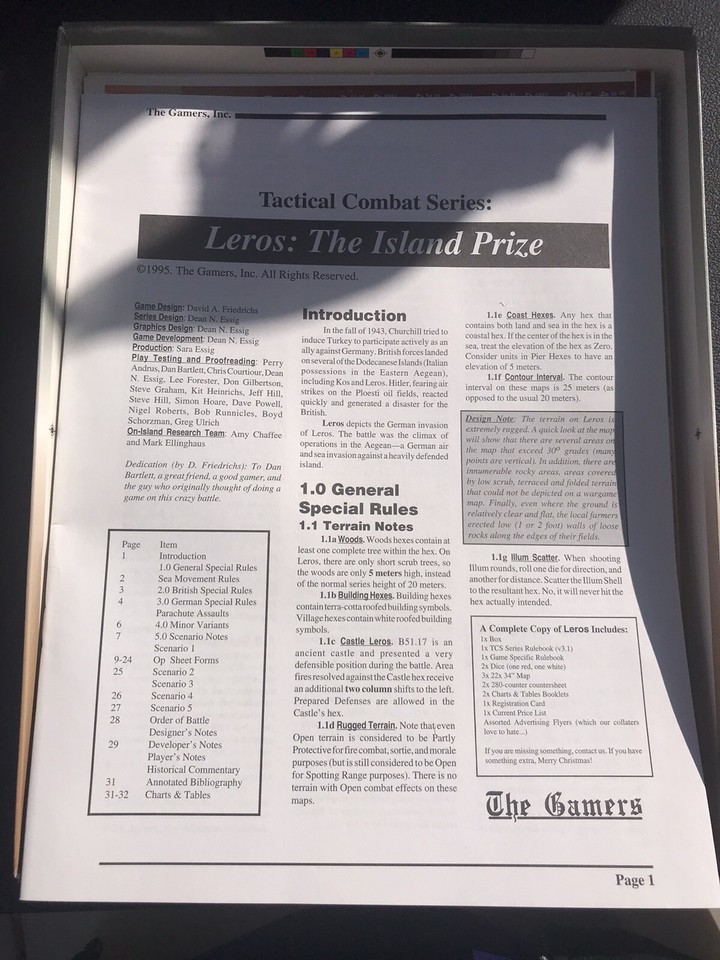 The Gamers, Inc.
Tactical Combat Series:
Leros: The Island Prize
©1995. The Gamers, Inc. All Rights Reserved.
Game Design: David A. Friedrichs
Series Design: Dean N. Essig
Graphics Design: Dean N. Essig
Game Development: Dean N. Essig
Production: Sara Essig
Play Testing and Proofreading: Perry
Andrus, Dan Bartlett, Chris Courtiour, Dean
N. Essig, Lee Forester, Don Gilbertson,
Steve Graham, Kit Heinrichs, Jeff Hill,
Steve Hill, Simon Hoare, Dave Powell,
Nigel Roberts, Bob Runnicles, Boyd
Schorzman, Greg Ulrich
On-Island Research Team: Amy Chaffee
and Mark Ellinghaus
Dedication (by D. Friedrichs): To Dan
Bartlett, a great friend, a good gamer, and
the guy who originally thought of doing a
game on this crazy battle.
Page Item
1 Introduction
1.0 General Special Rules
2 Sea Movement Rules
3 2.0 British Special Rules
4 3.0 German Special Rules
Parachute Assaults
6 4.0 Minor Variants
7 5.0 Scenario Notes
Scenario 1
9-24 Op Sheet Forms
25 Scenario 2
Scenario 3
26 Scenario 4
27 Scenario 5
28 Order of Battle
Designer's Notes
29 Developer's Notes
Player's Notes
Historical Commentary
31 Annotated Bibliography
31-32 Charts & Tables
Introduction
In the fall of 1943, Churchill tried to
induce Turkey to participate actively as an
ally against Germany. British forces landed
on several of the Dodecanese Islands (Italian
possessions in the Eastern Aegean),
including Kos and Leros. Hitler, fearing air
strikes on the Ploesti oil fields, reacted
quickly and generated a disaster for the
British.
Leros depicts the German invasion
of Leros. The battle was the climax of
operations in the Aegean—a German air
and sea invasion against a heavily defended
island.
1.0 General
Special Rules
1.1 Terrain Notes
1.1a Woods. Woods hexes contain at
least one complete tree within the hex. On
Leros, there are only short scrub trees, so
the woods are only 5 meters high, instead
of the normal series height of 20 meters.
1.1b Building Hexes. Building hexes
contain terra-cotta roofed building symbols.
Village hexes contain white roofed building
symbols.
1.1c Castle Leros. B51.17 is an
ancient castle and presented a very
defensible position during the battle. Area
fires resolved against the Castle hex receive
an additional two column shifts to the left.
Prepared Defenses are allowed in the
Castle's hex.
1.1d Rugged Terrain. Note that even
Open terrain is considered to be Partly
Protective for fire combat, sortie, and morale
purposes (but is still considered to be Open
for Spotting Range purposes). There is no
terrain with Open combat effects on these
maps.
1.1e Coast Hexes. Any hex that
contains both land and sea in the hex is a
coastal hex. If the center of the hex is in the
sea, treat the elevation of the hex as Zero.
Consider units in Pier Hexes to have an
elevation of 5 meters.
1.1f Contour Interval. The contour
interval on these maps is 25 meters (as
opposed to the usual 20 meters).
Design Note: The terrain on Leros is
extremely rugged. A quick look at the map
will show that there are several areas on
the map that exceed 30º grades (many
points are vertical). In addition, there are
innumerable rocky areas, areas covered
by low scrub, terraced and folded terrain
that could not be depicted on a wargame
map. Finally, even where the ground is
relatively clear and flat, the local farmers
erected low (1 or 2 foot) walls of loose
rocks along the edges of their fields.
1.1g Illum Scatter. When shooting
Illum rounds, roll one die for direction, and
another for distance. Scatter the Illum Shell
to the resultant hex. No, it will never hit the
hex actually intended.
A Complete Copy of Leros Includes:
1x Box
1x TCS Series Rulebook (v3.1)
1x Game Specific Rulebook
2x Dice (one red, one white)
3x 22x 34" Map
2x 280-counter countersheet
2x Charts & Tables Booklets
1x Registration Card
1x Current Price List
Assorted Advertising Flyers (which our collaters
love to hate...)
If you are missing something, contact us. If you have
something extra, Merry Christmas!
The Gamers
Page 1